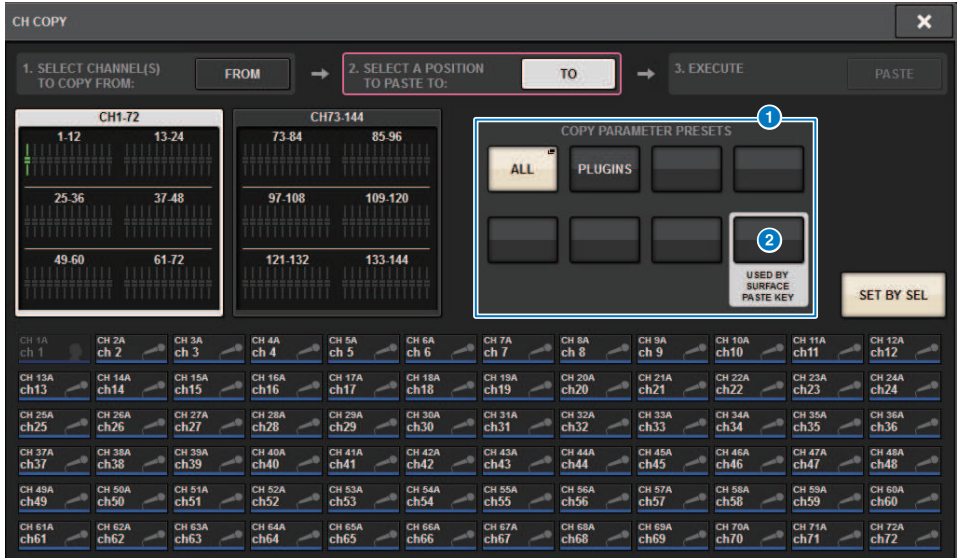 CH COPY
1. SELECT CHANNEL(S)
TO COPY FROM:
FROM
2. SELECT A POSITION
TO PASTE TO:
TO
3. EXECUTE
PASTE
CH1-72
1-12 13-24
25-36 37-48
49-60 61-72
CH73-144
73-84 85-96
97-108 109-120
121-132 133-144
1
COPY PARAMETER PRESETS
ALL
PLUGINS
2
USED BY
SURFACE
PASTE KEY
SET BY SEL
CH 1A CH 2A CH 3A CH 4A CH 5A CH 6A CH 7A CH 8A CH 9A CH 10A CH 11A CH 12A
ch 1 ch 2 ch 3 ch 4 ch 5 ch 6 ch 7 ch 8 ch 9 ch10 ch11 ch12
CH 13A CH 14A CH 15A CH 16A CH 17A CH 18A CH 19A CH 20A CH 21A CH 22A CH 23A CH 24A
ch13 ch14 ch15 ch16 ch17 ch18 ch19 ch20 ch21 ch22 ch23 ch24
CH 25A CH 26A CH 27A CH 28A CH 29A CH 30A CH 31A CH 32A CH 33A CH 34A CH 35A CH 36A
ch25 ch26 ch27 ch28 ch29 ch30 ch31 ch32 ch33 ch34 ch35 ch36
CH 37A CH 38A CH 39A CH 40A CH 41A CH 42A CH 43A CH 44A CH 45A CH 46A CH 47A CH 48A
ch37 ch38 ch39 ch40 ch41 ch42 ch43 ch44 ch45 ch46 ch47 ch48
CH 49A CH 50A CH 51A CH 52A CH 53A CH 54A CH 55A CH 56A CH 57A CH 58A CH 59A CH 60A
ch49 ch50 ch51 ch52 ch53 ch54 ch55 ch56 ch57 ch58 ch59 ch60
CH 61A CH 62A CH 63A CH 64A CH 65A CH 66A CH 67A CH 68A CH 69A CH 70A CH 71A CH 72A
ch61 ch62 ch63 ch64 ch65 ch66 ch67 ch68 ch69 ch70 ch71 ch72